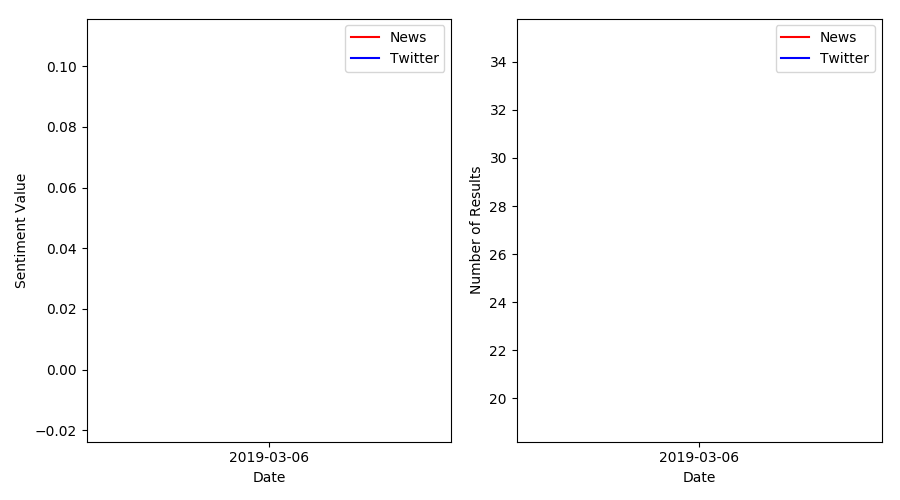 News
Twitter
0.10
0.08
0.06
0.04
0.02
0.00
−0.02
Sentiment Value
2019-03-06
Date
News
Twitter
34
32
30
28
26
24
22
20
Number of Results
2019-03-06
Date